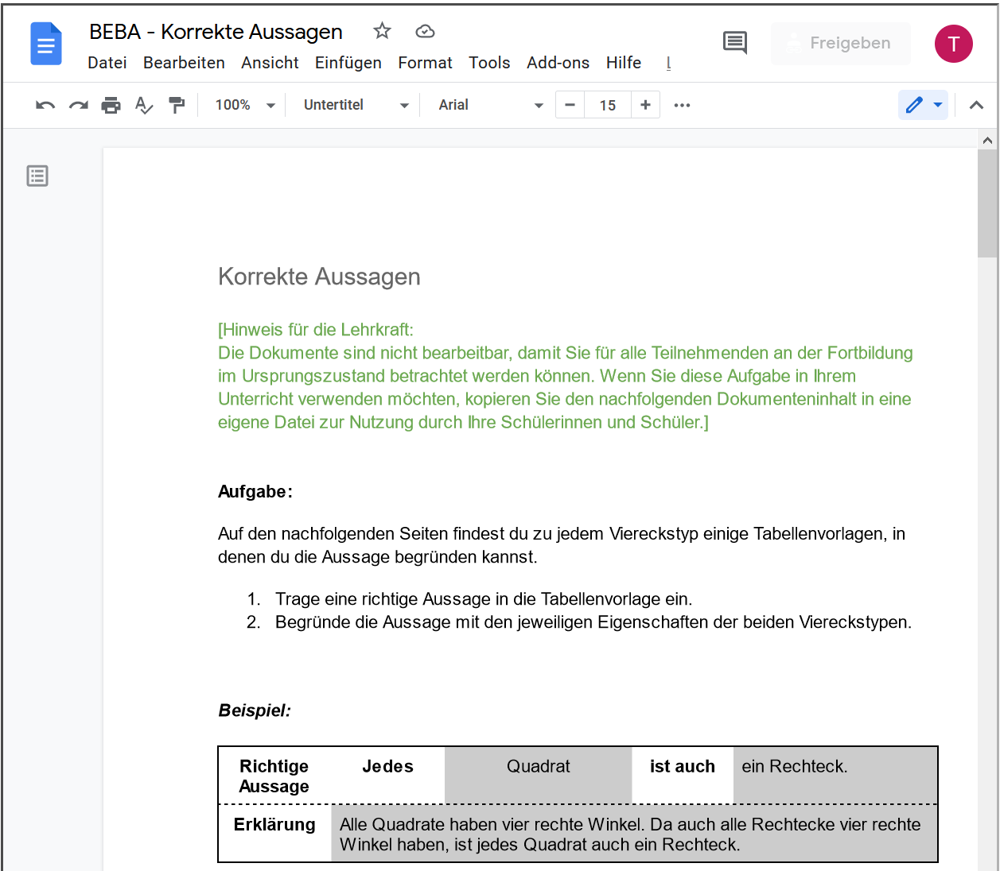 BEBA - Korrekte Aussagen
Datei Bearbeiten Ansicht Einfügen Format Tools Add-ons Hilfe
Freigeben
T
100% Untertitel Arial − 15 +
Korrekte Aussagen
[Hinweis für die Lehrkraft:
Die Dokumente sind nicht bearbeitbar, damit Sie für alle Teilnehmenden an der Fortbildung
im Ursprungszustand betrachtet werden können. Wenn Sie diese Aufgabe in Ihrem
Unterricht verwenden möchten, kopieren Sie den nachfolgenden Dokumenteninhalt in eine
eigene Datei zur Nutzung durch Ihre Schülerinnen und Schüler.]
Aufgabe:
Auf den nachfolgenden Seiten findest du zu jedem Viereckstyp einige Tabellenvorlagen, in
denen du die Aussage begründen kannst.
1. Trage eine richtige Aussage in die Tabellenvorlage ein.
2. Begründe die Aussage mit den jeweiligen Eigenschaften der beiden Viereckstypen.
Beispiel:
Richtige Aussage Jedes Quadrat ist auch ein Rechteck.
Erklärung Alle Quadrate haben vier rechte Winkel. Da auch alle Rechtecke vier rechte
Winkel haben, ist jedes Quadrat auch ein Rechteck.